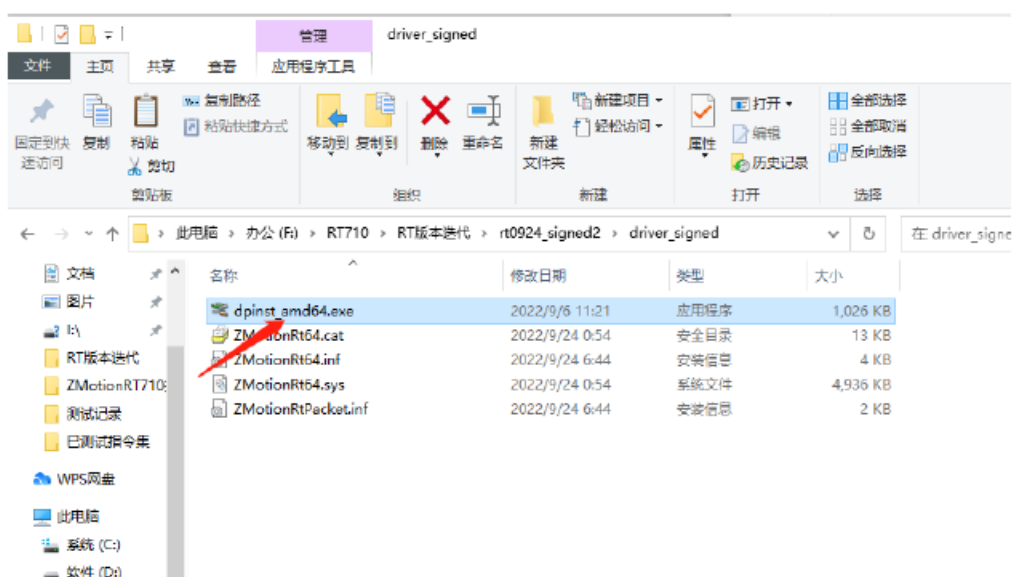 管理 driver_signed
文件 主页 共享 查看 应用程序工具
固定到快速访问
复制
粘贴
复制路径
粘贴快捷方式
剪切
剪贴板
移动到 复制到 删除 重命名
组织
新建文件夹
新建项目
轻松访问
新建
属性
打开
编辑
历史记录
打开
全部选择
全部取消
反向选择
选择
此电脑 › 办公 (F:) › RT710 › RT版本迭代 › rt0924_signed2 › driver_signed
在 driver_signe
名称 修改日期 类型 大小
dpinst_amd64.exe 2022/9/6 11:21 应用程序 1,026 KB
ZMotionRt64.cat 2022/9/24 0:54 安全目录 13 KB
ZMotionRt64.inf 2022/9/24 6:44 安装信息 4 KB
ZMotionRt64.sys 2022/9/24 0:54 系统文件 4,936 KB
ZMotionRtPacket.inf 2022/9/24 6:44 安装信息 2 KB
文档
图片
I:\
RT版本迭代
ZMotionRT710
测试记录
已测试指令集
WPS网盘
此电脑
系统 (C:)
软件 (D:)